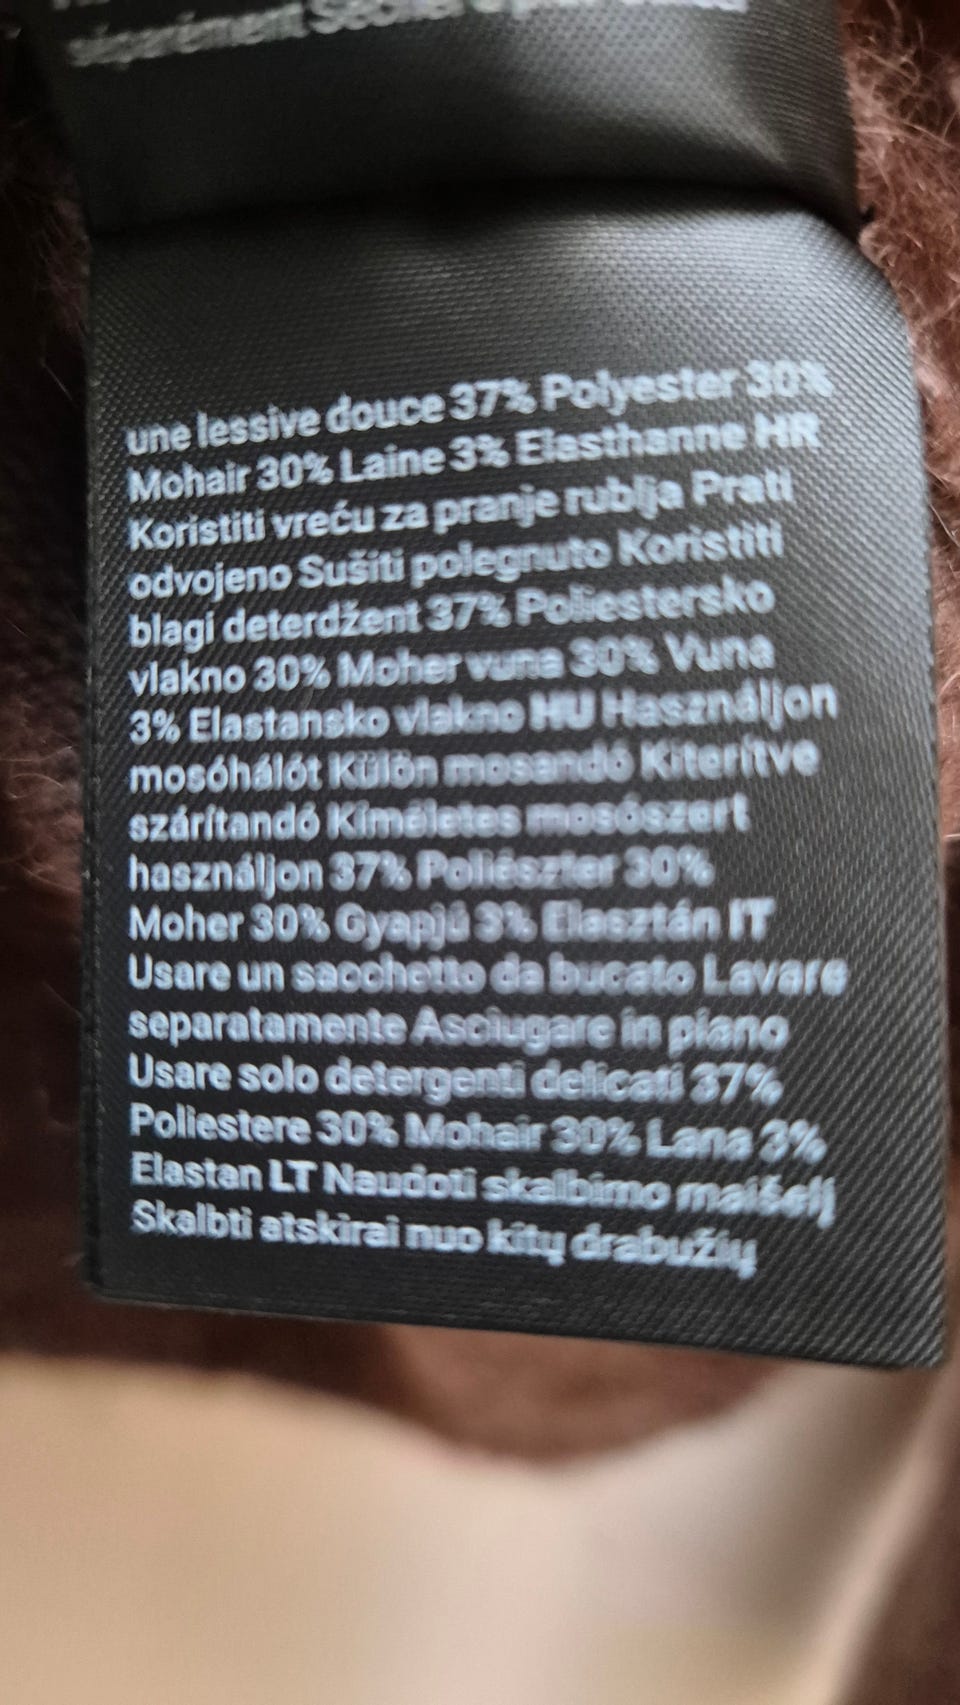 séparément
une lessive douce 37% Polyester 30%
Mohair 30% Laine 3% Elasthanne HR
Koristiti vreću za pranje rublja Prati
odvojeno Sušiti polegnuto Koristiti
blagi deterdžent 37% Poliestersko
vlakno 30% Moher vuna 30% Vuna
3% Elastansko vlakno HU Használjon
mosóhálót Külön mosandó Kiterítve
szárítandó Kíméletes mosószert
használjon 37% Poliészter 30%
Moher 30% Gyapjú 3% Elasztán IT
Usare un sacchetto da bucato Lavare
separatamente Asciugare in piano
Usare solo detergenti delicati 37%
Poliestere 30% Mohair 30% Lana 3%
Elastan LT Naudoti skalbimo maišelį
Skalbti atskirai nuo kitų drabužių